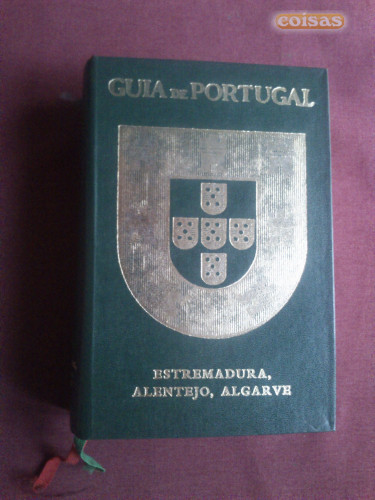 coisas
GUIA DE PORTUGAL
ESTREMADURA,
ALENTEJO, ALGARVE